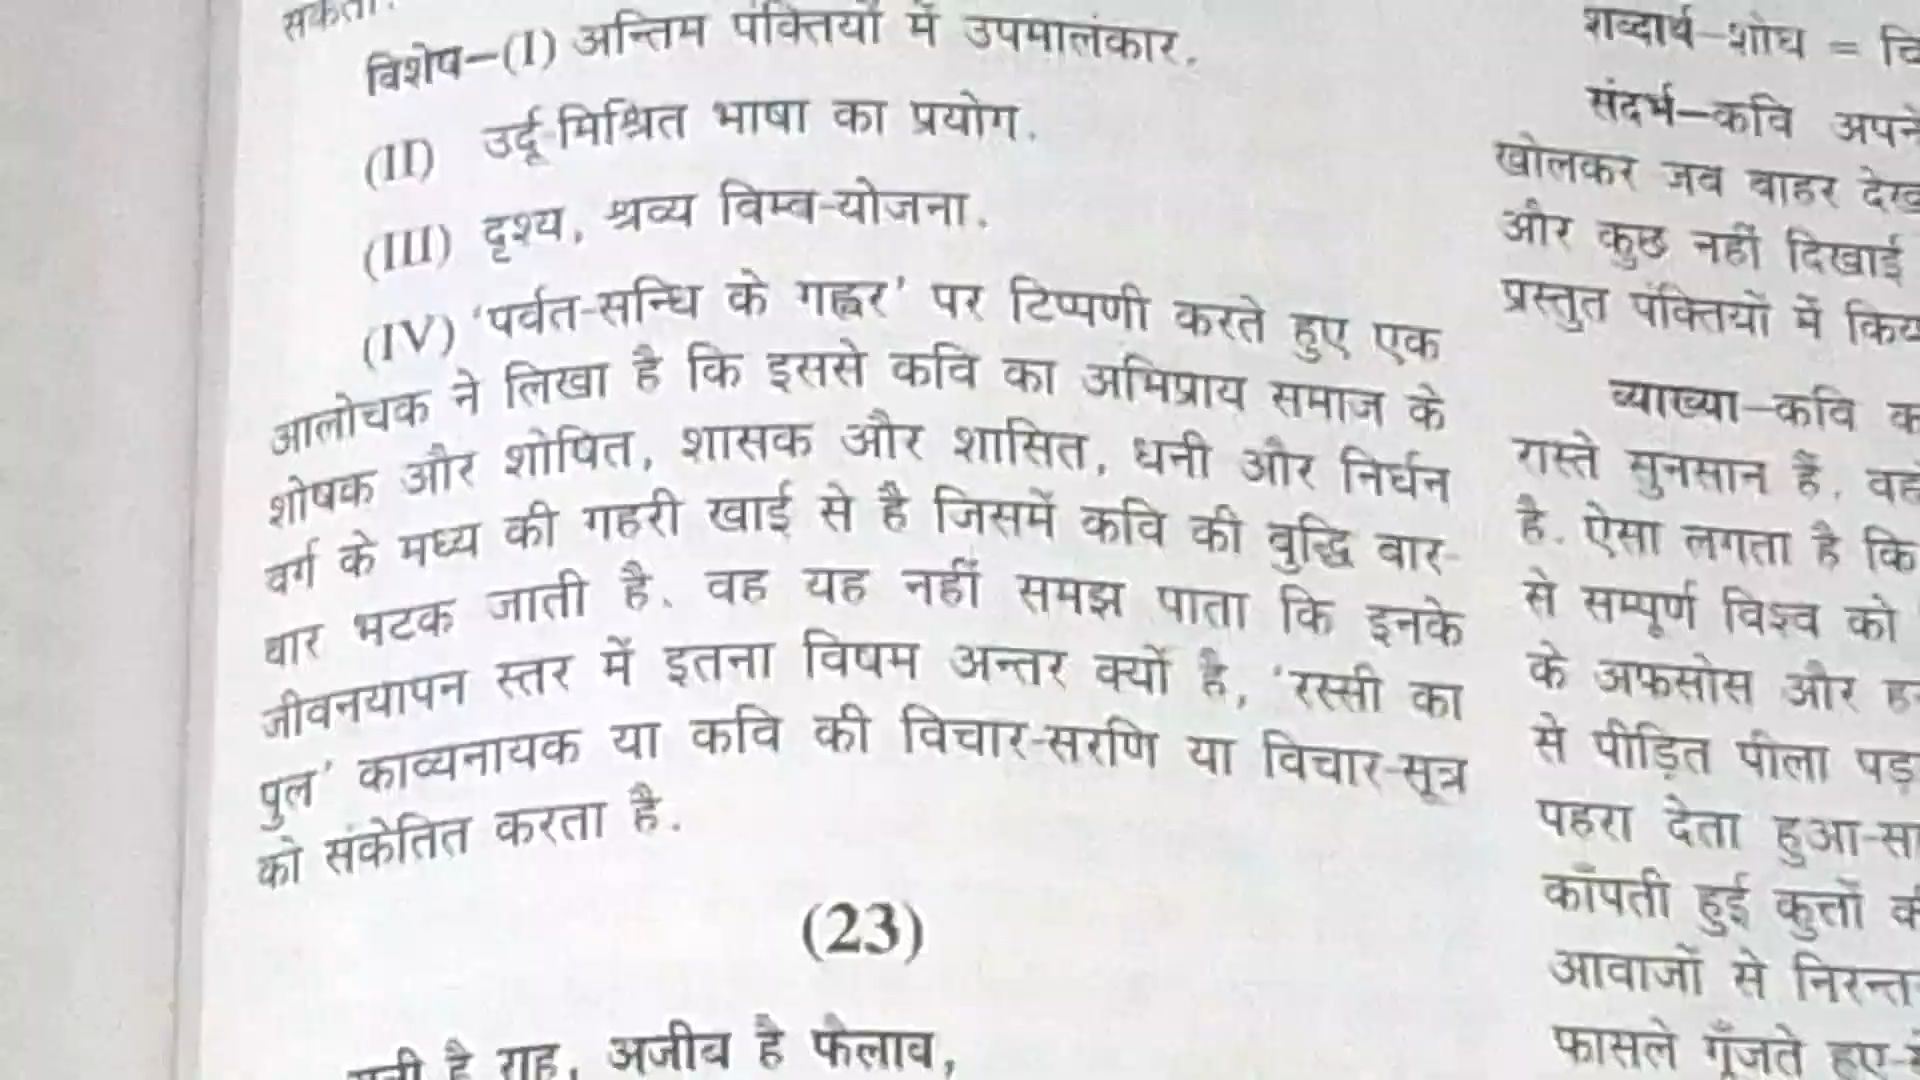 विशेष–(I) अन्तिम पंक्तियों में उपमालंकार.
(II) उर्दू-मिश्रित भाषा का प्रयोग.
(III) दृश्य, श्रव्य विम्व-योजना.
(IV) ‘पर्वत-सन्धि के गह्वर’ पर टिप्पणी करते हुए एक
आलोचक ने लिखा है कि इससे कवि का अभिप्राय समाज के
शोषक और शोषित, शासक और शासित, धनी और निर्धन
वर्ग के मध्य की गहरी खाई से है जिसमें कवि की वुद्धि वार-
वार भटक जाती है. वह यह नहीं समझ पाता कि इनके
जीवनयापन स्तर में इतना विषम अन्तर क्यों है, ‘रस्सी का
पुल’ काव्यनायक या कवि की विचार-सरणि या विचार-सूत्र
को संकेतित करता है.
(23)
है राह, अजीव है फैलाव,
शब्दार्थ–शोध =
संदर्भ–कवि अपने
खोलकर जव वाहर
और कुछ नहीं दिखाई
प्रस्तुत पंक्तियों में
व्याख्या–कवि
रास्ते सुनसान हैं.
है. ऐसा लगता है कि
से सम्पूर्ण विश्व को
के अफसोस और
से पीड़ित पीला
पहरा देता
काँपती हुई कुत्तों
आवाजों से
फासले गूँजते